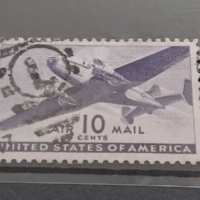 AIR 10 MAIL
CENTS
UNITED STATES OF AMERICA